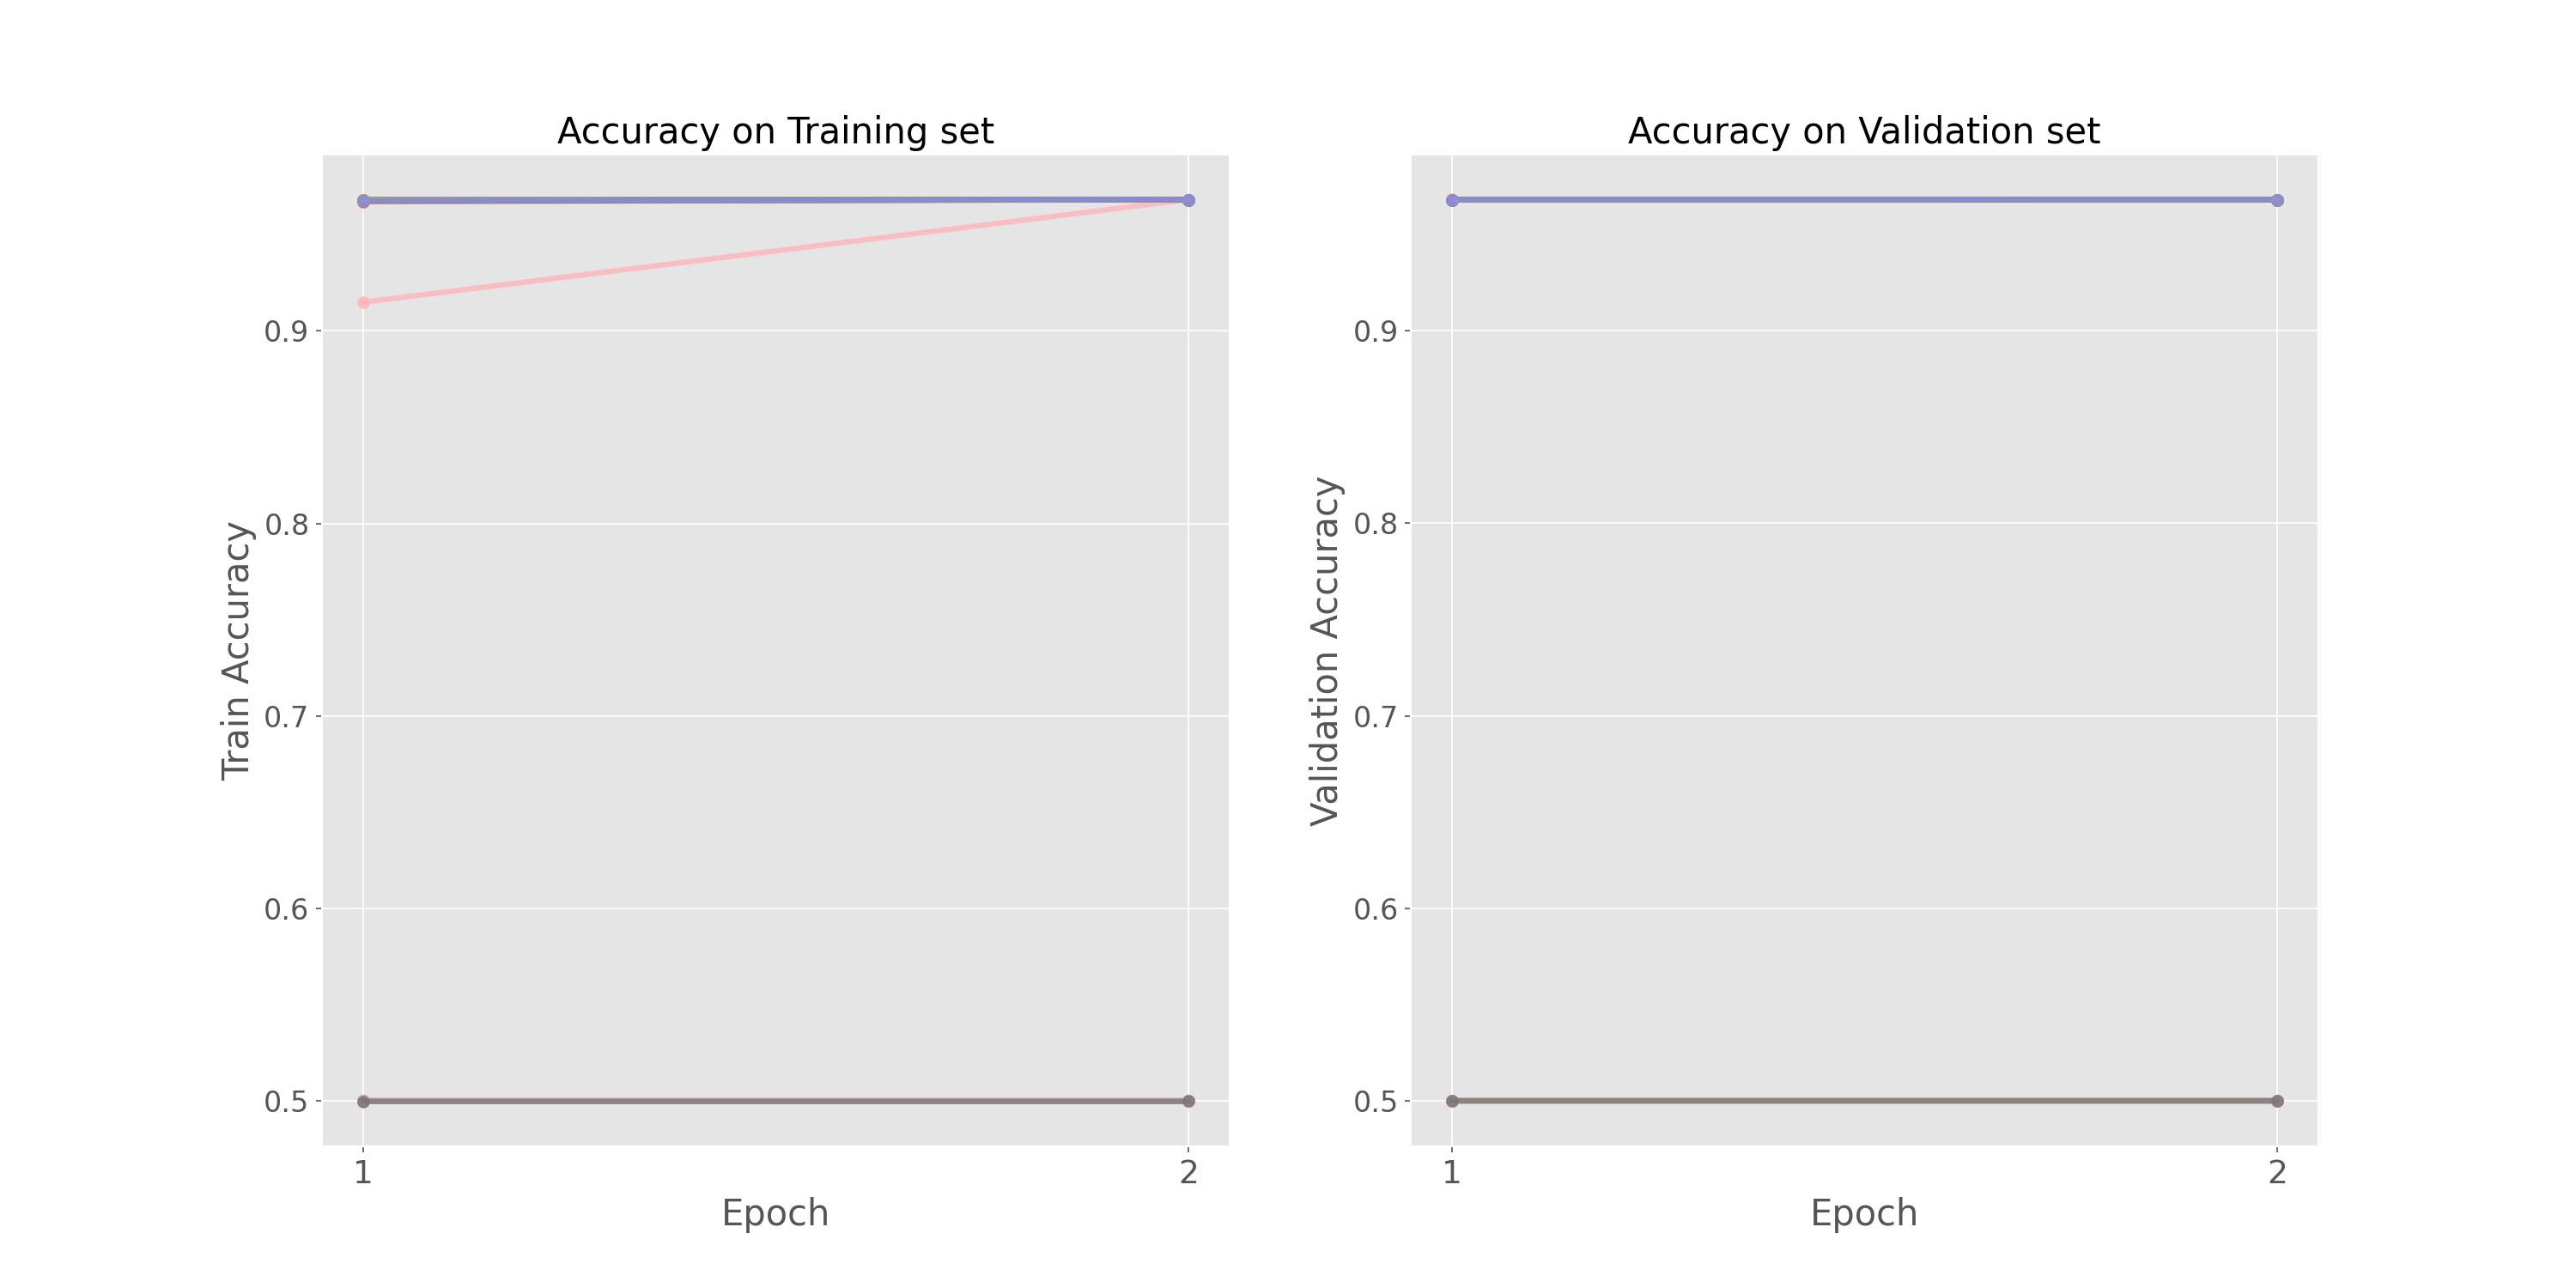 Accuracy on Training set
Train Accuracy
0.9
0.8
0.7
0.6
0.5
1 2
Epoch
Accuracy on Validation set
Validation Accuracy
0.9
0.8
0.7
0.6
0.5
1 2
Epoch